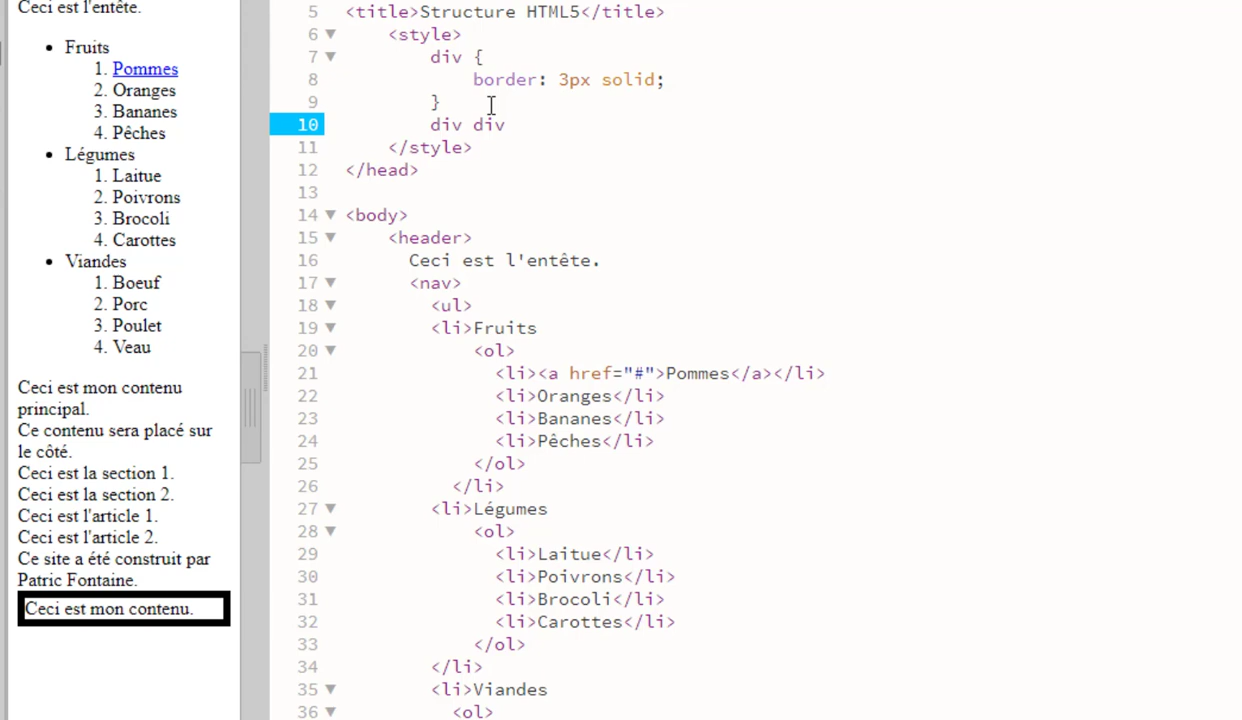 Ceci est l'entête.
• Fruits
1. Pommes
2. Oranges
3. Bananes
4. Pêches
• Légumes
1. Laitue
2. Poivrons
3. Brocoli
4. Carottes
• Viandes
1. Boeuf
2. Porc
3. Poulet
4. Veau
Ceci est mon contenu
principal.
Ce contenu sera placé sur
le côté.
Ceci est la section 1.
Ceci est la section 2.
Ceci est l'article 1.
Ceci est l'article 2.
Ce site a été construit par
Patric Fontaine.
Ceci est mon contenu.
5 <title>Structure HTML5</title>
6 <style>
7 div {
8 border: 3px solid;
9 }
10 div div
11 </style>
12 </head>
13
14 <body>
15 <header>
16 Ceci est l'entête.
17 <nav>
18 <ul>
19 <li>Fruits
20 <ol>
21 <li><a href="#">Pommes</a></li>
22 <li>Oranges</li>
23 <li>Bananes</li>
24 <li>Pêches</li>
25 </ol>
26 </li>
27 <li>Légumes
28 <ol>
29 <li>Laitue</li>
30 <li>Poivrons</li>
31 <li>Brocoli</li>
32 <li>Carottes</li>
33 </ol>
34 </li>
35 <li>Viandes
36 <ol>